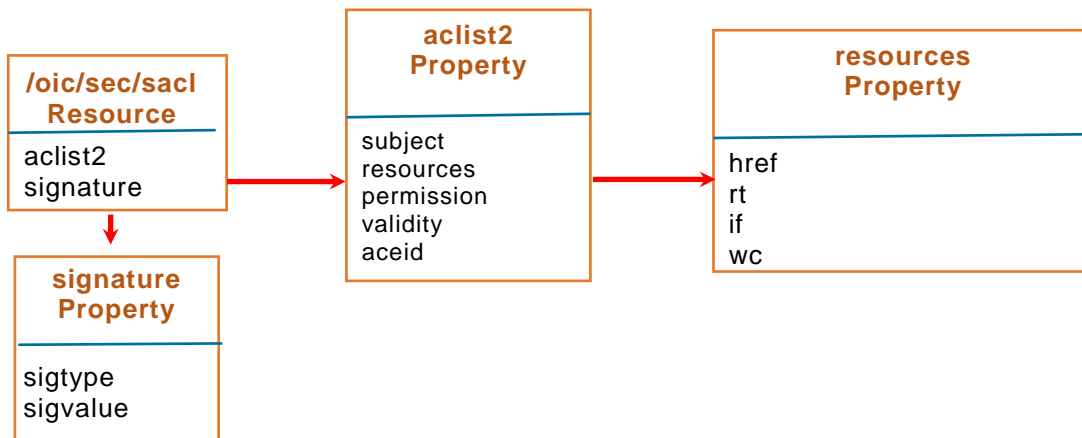 /oic/sec/sacl
Resource
aclist2
signature
signature
Property
sigtype
sigvalue
aclist2
Property
subject
resources
permission
validity
aceid
resources
Property
href
rt
if
wc